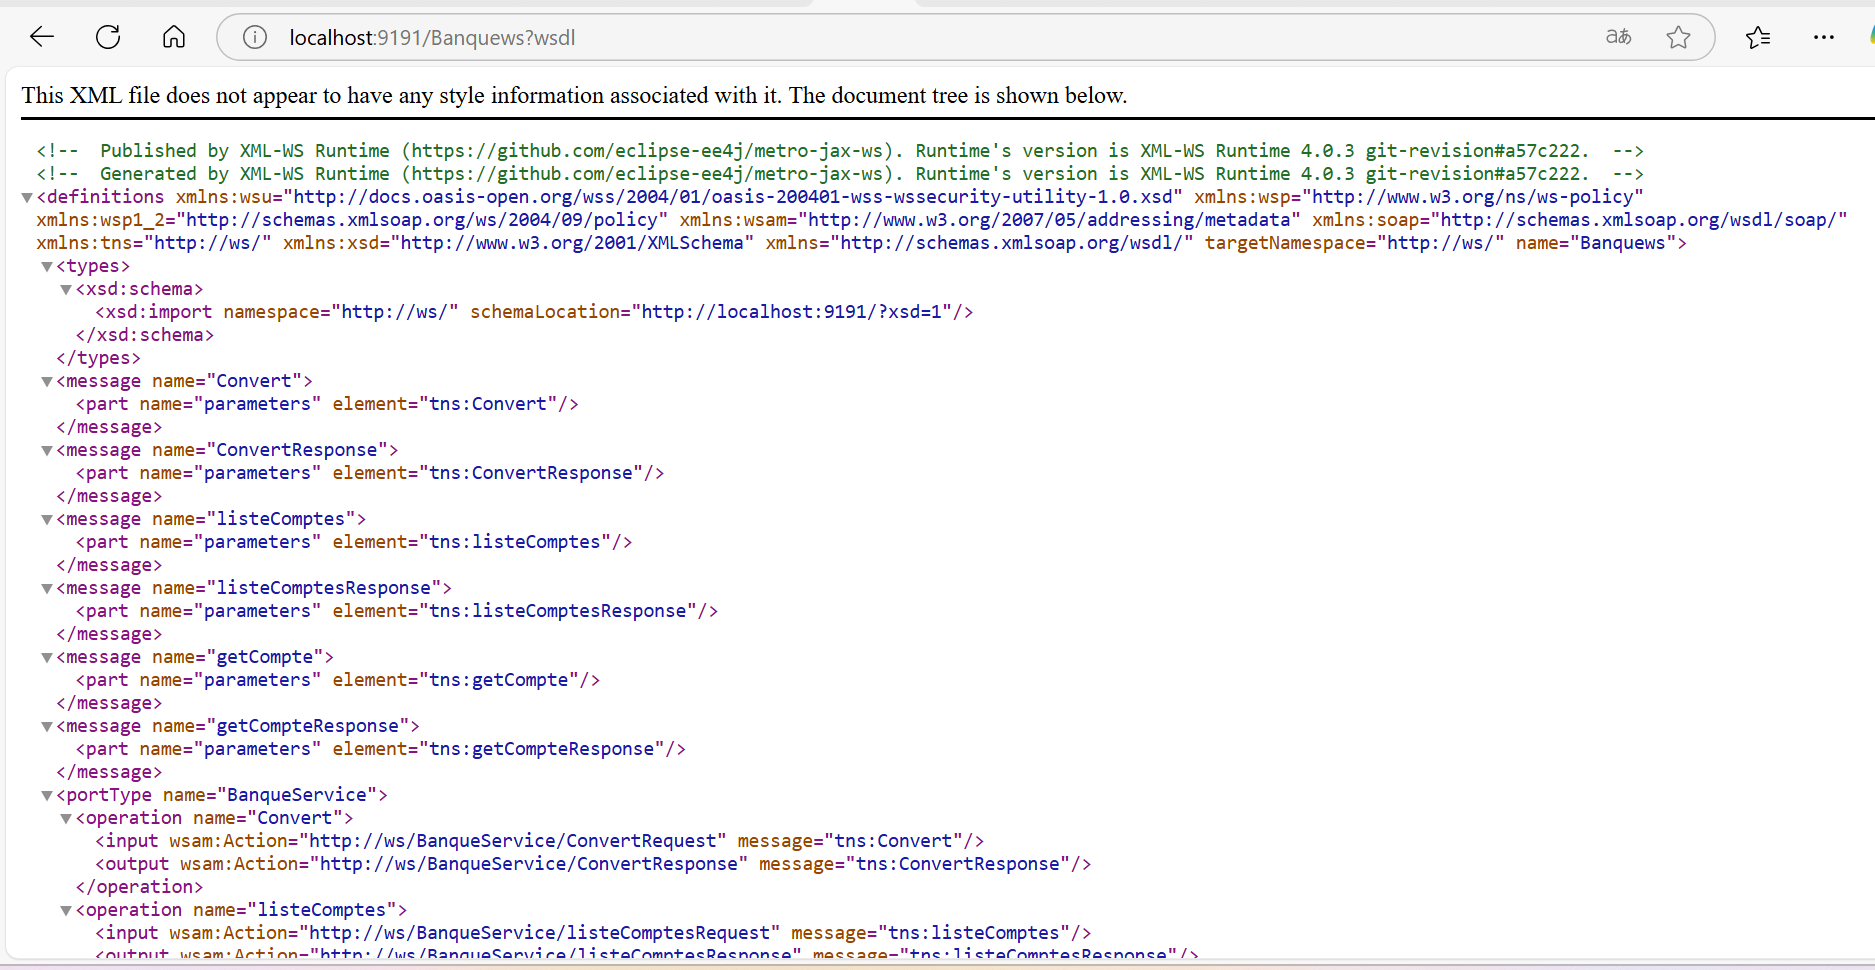 localhost:9191/Banquews?wsdl
This XML file does not appear to have any style information associated with it. The document tree is shown below.
<!--  Published by XML-WS Runtime (https://github.com/eclipse-ee4j/metro-jax-ws). Runtime's version is XML-WS Runtime 4.0.3 git-revision#a57c222.  -->
<!--  Generated by XML-WS Runtime (https://github.com/eclipse-ee4j/metro-jax-ws). Runtime's version is XML-WS Runtime 4.0.3 git-revision#a57c222.  -->
<definitions xmlns:wsu="http://docs.oasis-open.org/wss/2004/01/oasis-200401-wss-wssecurity-utility-1.0.xsd" xmlns:wsp="http://www.w3.org/ns/ws-policy"
xmlns:wsp1_2="http://schemas.xmlsoap.org/ws/2004/09/policy" xmlns:wsam="http://www.w3.org/2007/05/addressing/metadata" xmlns:soap="http://schemas.xmlsoap.org/wsdl/soap/"
xmlns:tns="http://ws/" xmlns:xsd="http://www.w3.org/2001/XMLSchema" xmlns="http://schemas.xmlsoap.org/wsdl/" targetNamespace="http://ws/" name="Banquews">
<types>
<xsd:schema>
<xsd:import namespace="http://ws/" schemaLocation="http://localhost:9191/?xsd=1"/>
</xsd:schema>
</types>
<message name="Convert">
<part name="parameters" element="tns:Convert"/>
</message>
<message name="ConvertResponse">
<part name="parameters" element="tns:ConvertResponse"/>
</message>
<message name="listeComptes">
<part name="parameters" element="tns:listeComptes"/>
</message>
<message name="listeComptesResponse">
<part name="parameters" element="tns:listeComptesResponse"/>
</message>
<message name="getCompte">
<part name="parameters" element="tns:getCompte"/>
</message>
<message name="getCompteResponse">
<part name="parameters" element="tns:getCompteResponse"/>
</message>
<portType name="BanqueService">
<operation name="Convert">
<input wsam:Action="http://ws/BanqueService/ConvertRequest" message="tns:Convert"/>
<output wsam:Action="http://ws/BanqueService/ConvertResponse" message="tns:ConvertResponse"/>
</operation>
<operation name="listeComptes">
<input wsam:Action="http://ws/BanqueService/listeComptesRequest" message="tns:listeComptes"/>
<output wsam:Action="http://ws/BanqueService/listeComptesResponse" message="tns:listeComptesResponse"/>